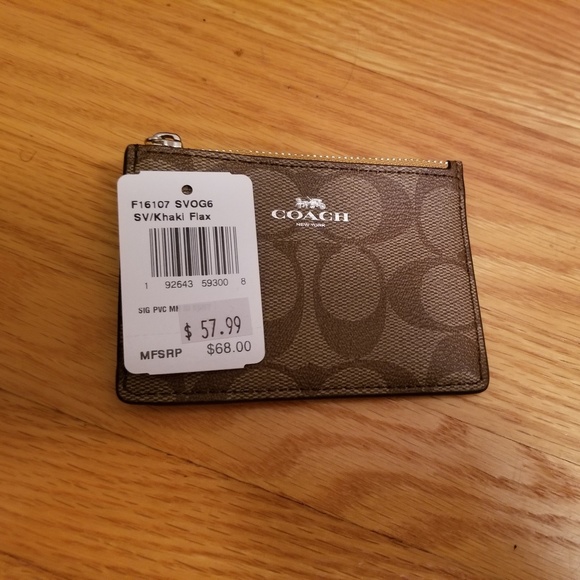 F16107 SVOG6
SV/Khaki Flax
1 92643 59300 8
SIG PVC
$ 57.99
MFSRP $68.00
COACH
NEW YORK